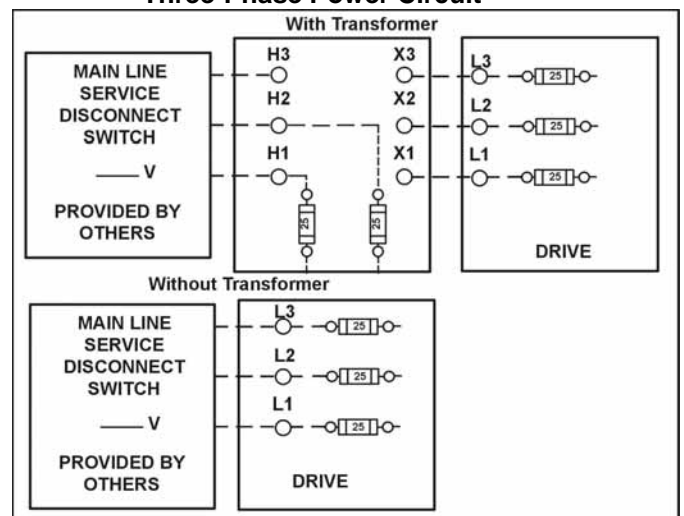 Three-Phase Power Circuit
With Transformer
MAIN LINE
SERVICE
DISCONNECT
SWITCH
____ V
PROVIDED BY
OTHERS
H3
H2
H1
25
25
X3
X2
X1
L3
25
L2
25
L1
25
DRIVE
Without Transformer
MAIN LINE
SERVICE
DISCONNECT
SWITCH
____ V
PROVIDED BY
OTHERS
L3
25
L2
25
L1
25
DRIVE